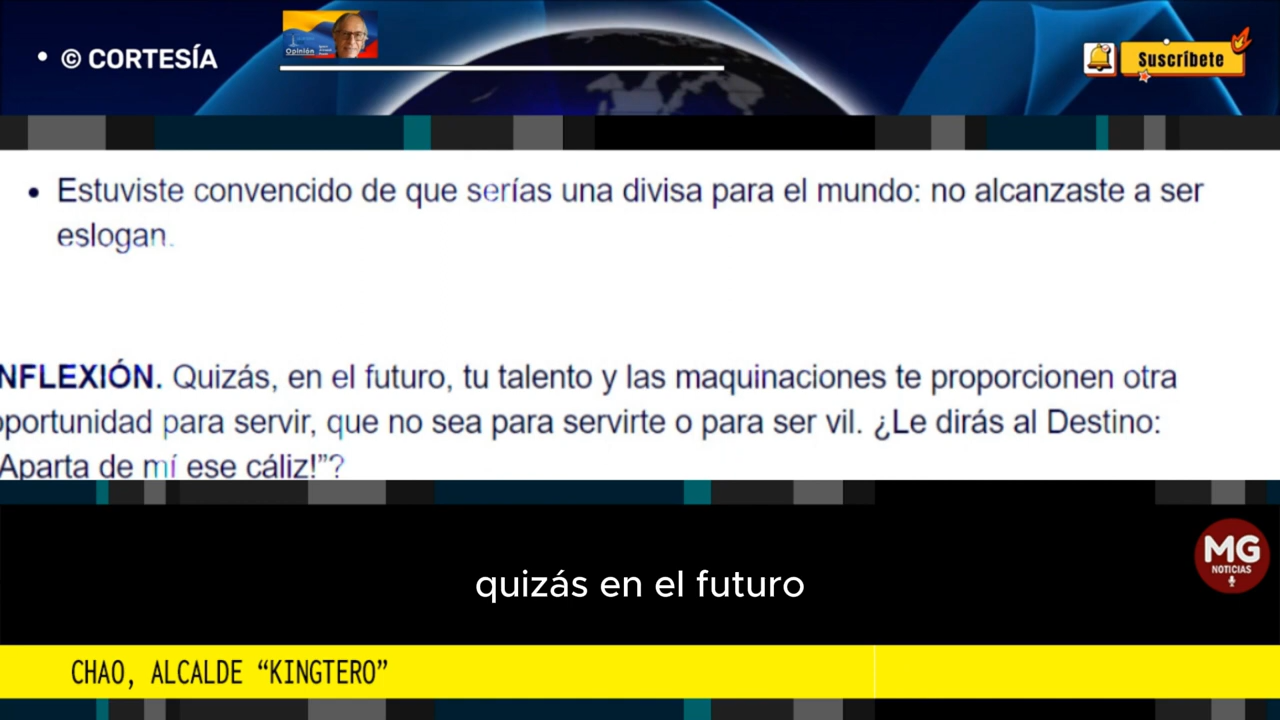 • © CORTESÍA
Opinión
Suscríbete
• Estuviste convencido de que serías una divisa para el mundo: no alcanzaste a ser
eslogan.
NFLEXIÓN. Quizás, en el futuro, tu talento y las maquinaciones te proporcionen otra
oportunidad para servir, que no sea para servirte o para ser vil. ¿Le dirás al Destino:
Aparta de mí ese cáliz!”?
MG
NOTICIAS
quizás en el futuro
CHAO, ALCALDE “KINGTERO”